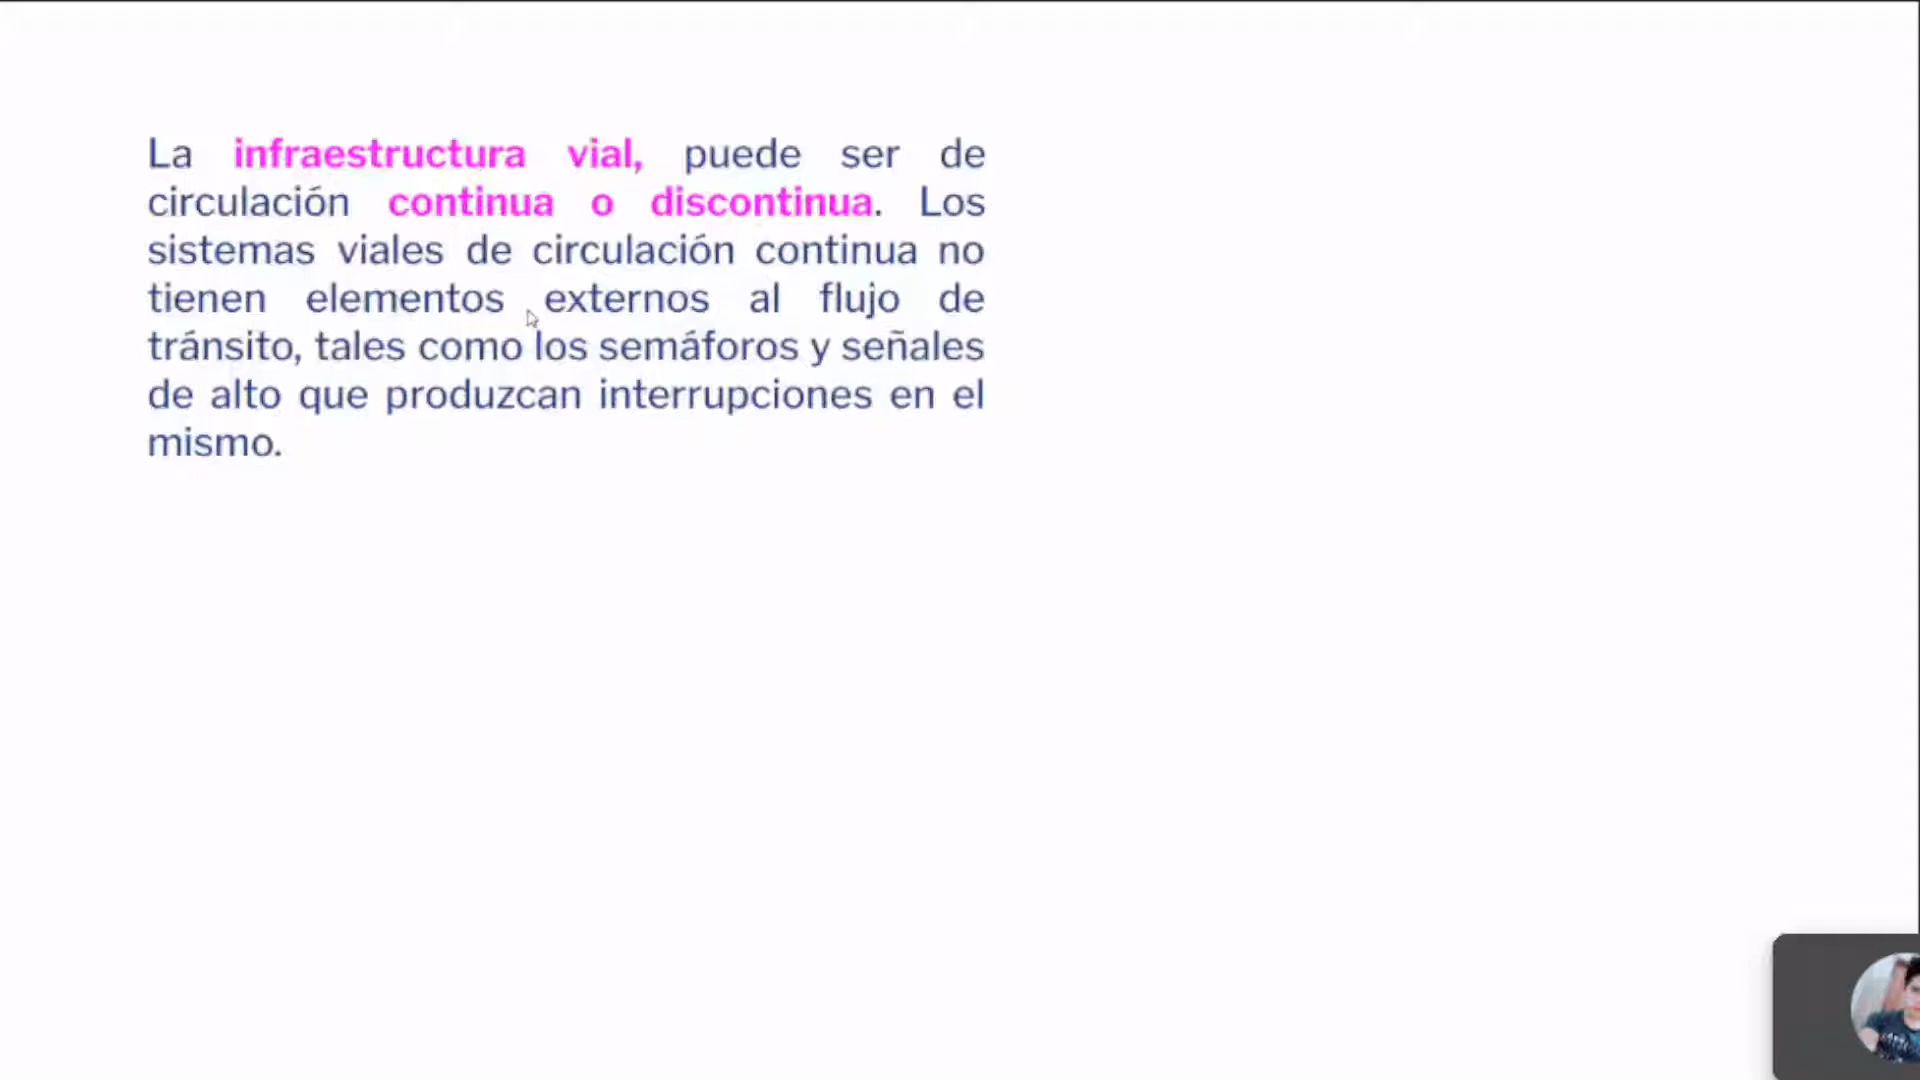 La infraestructura vial, puede ser de
circulación continua o discontinua. Los
sistemas viales de circulación continua no
tienen elementos externos al flujo de
tránsito, tales como los semáforos y señales
de alto que produzcan interrupciones en el
mismo.